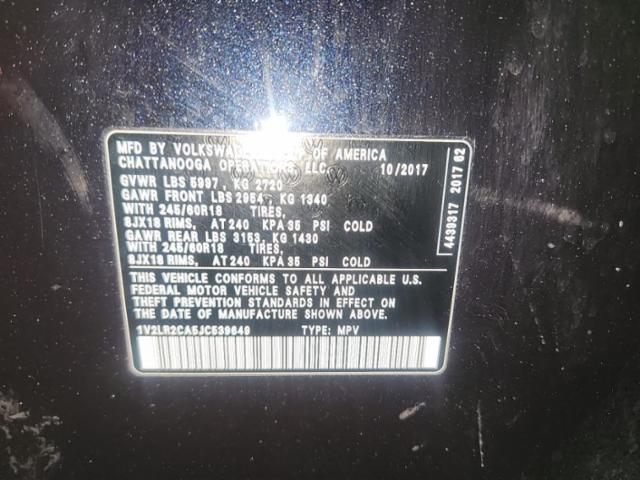 MFD BY VOLKSWA OF AMERICA
CHATTANOOGA OPERATIONS LLC 10/2017
GVWR LBS 5997 , KG 2720
GAWR FRONT LBS 2954 , KG 1340
WITH 245/60R18 TIRES,
8JX18 RIMS, AT 240 KPA 35 PSI COLD
GAWR REAR LBS 3153, KG 1430
WITH 245/60R18 TIRES,
8JX18 RIMS, AT 240 KPA 35 PSI COLD
THIS VEHICLE CONFORMS TO ALL APPLICABLE U.S.
FEDERAL MOTOR VEHICLE SAFETY AND
THEFT PREVENTION STANDARDS IN EFFECT ON
THE DATE OF MANUFACTURE SHOWN ABOVE.
1V2LR2CA5JC539649 TYPE: MPV
4439317 2017 62